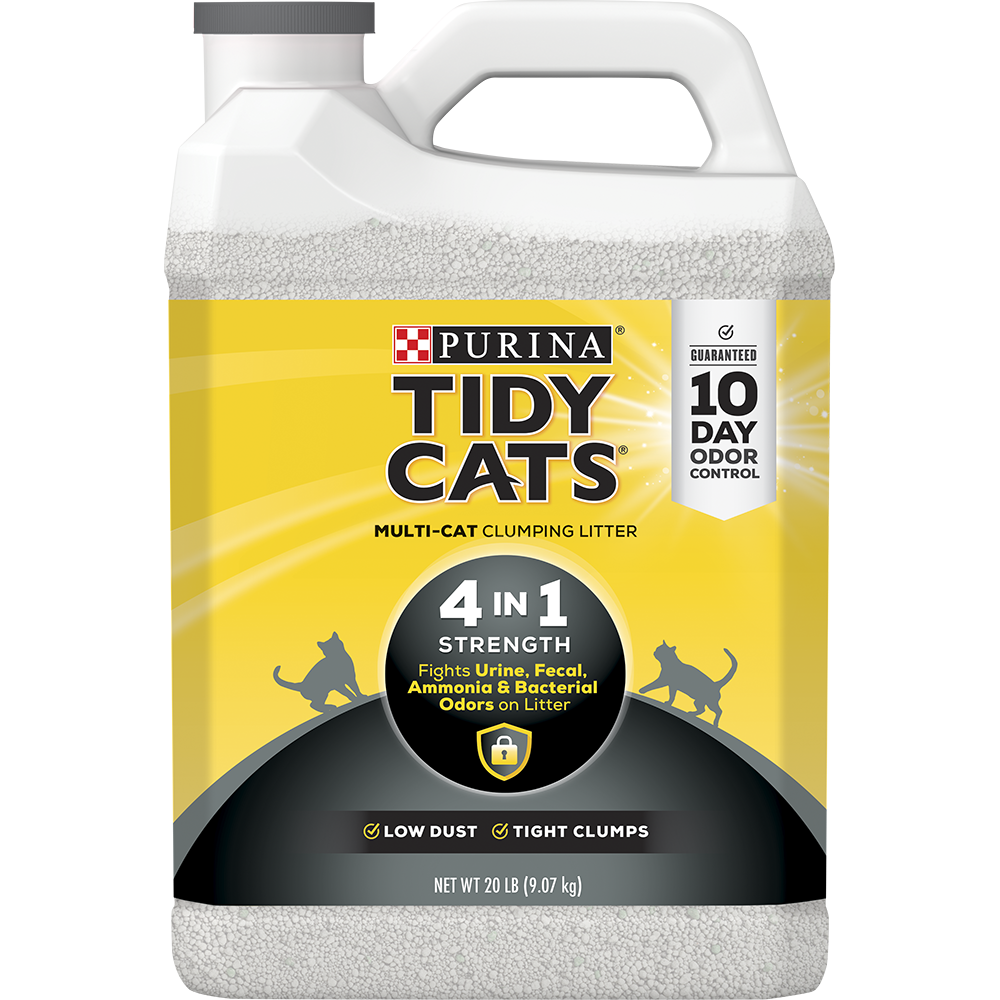 PURINA®
TIDY
CATS®
MULTI-CAT CLUMPING LITTER
GUARANTEED
10
DAY
ODOR
CONTROL
4 IN 1
STRENGTH
Fights Urine, Fecal,
Ammonia & Bacterial
Odors on Litter
LOW DUST TIGHT CLUMPS
NET WT 20 LB (9.07 kg)